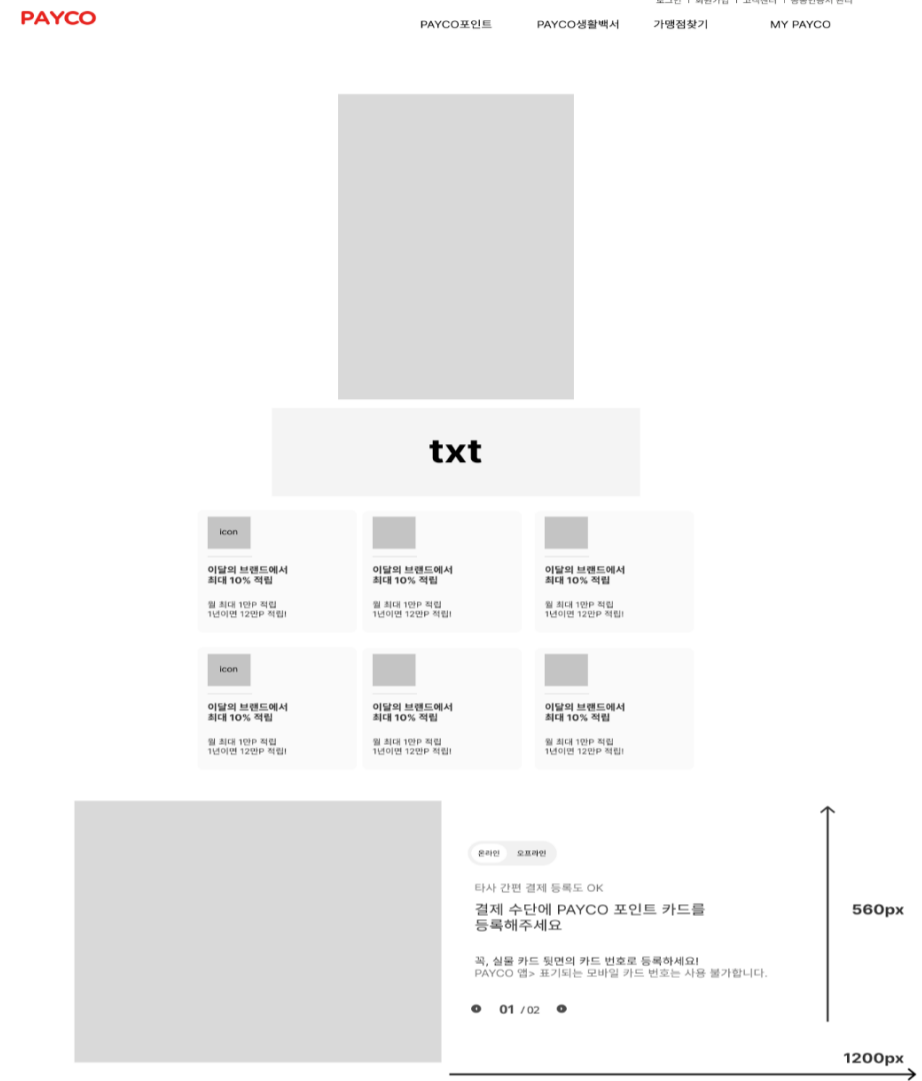 로그인 | 회원가입 | 고객센터 |
PAYCO
PAYCO포인트
PAYCO생활백서
가맹점찾기
MY PAYCO
txt
icon
이달의 브랜드에서
최대 10% 적립
월 최대 1만P 적립
1년이면 12만P 적립!
이달의 브랜드에서
최대 10% 적립
월 최대 1만P 적립
1년이면 12만P 적립!
이달의 브랜드에서
최대 10% 적립
월 최대 1만P 적립
1년이면 12만P 적립!
icon
이달의 브랜드에서
최대 10% 적립
월 최대 1만P 적립
1년이면 12만P 적립!
이달의 브랜드에서
최대 10% 적립
월 최대 1만P 적립
1년이면 12만P 적립!
이달의 브랜드에서
최대 10% 적립
월 최대 1만P 적립
1년이면 12만P 적립!
온라인
오프라인
타사 간편 결제 등록도 OK
결제 수단에 PAYCO 포인트 카드를
등록해주세요
꼭, 실물 카드 뒷면의 카드 번호로 등록하세요!
PAYCO 앱> 표기되는 모바일 카드 번호는 사용 불가합니다.
01 / 02
560px
1200px